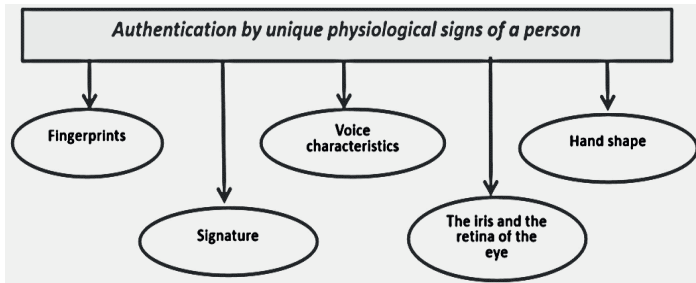 Authentication by unique physiological signs of a person
Fingerprints
Voice
characteristics
Hand shape
Signature
The iris and the
retina of the
eye